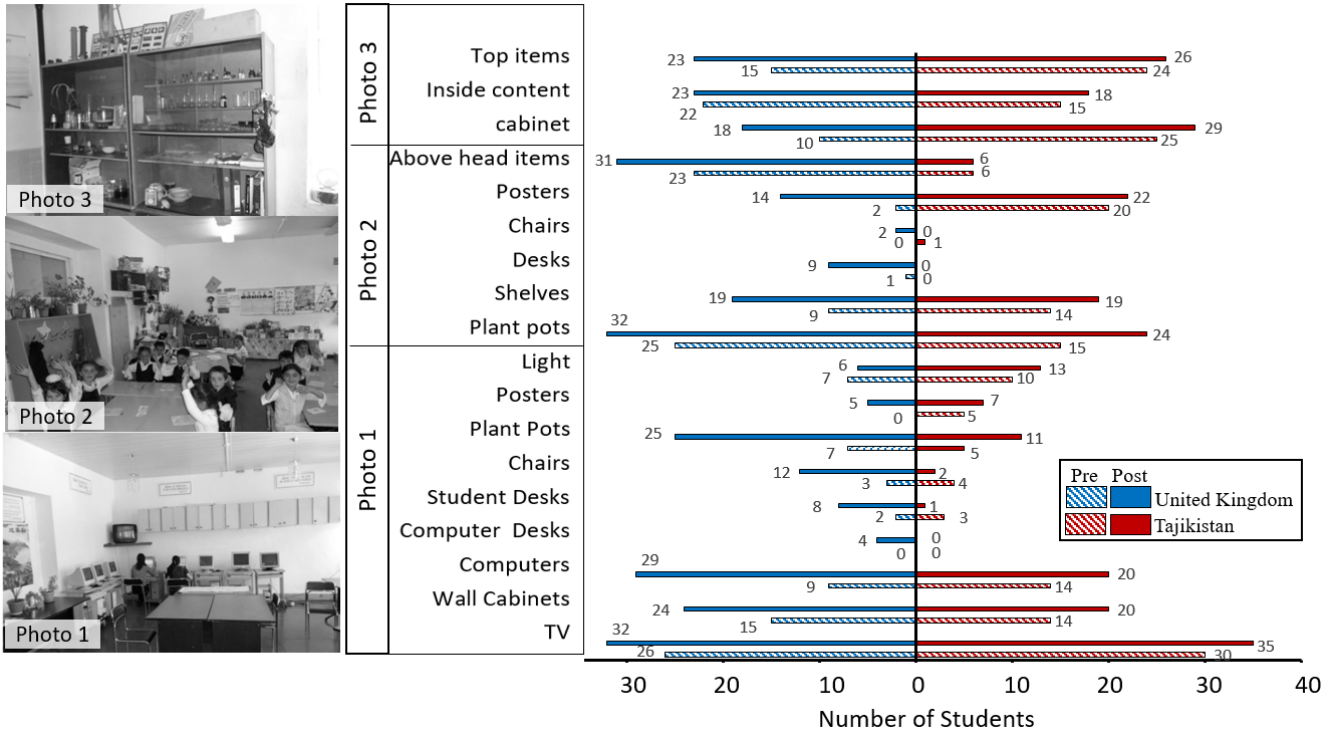 Photo 3
Photo 2
Photo 1
Photo 3
Top items
23
26
15
24
Inside content
23
18
22
15
cabinet
18
29
10
25
Photo 2
Above head items
31
6
23
6
Posters
14
22
2
20
Chairs
2
0
0
1
Desks
9
0
1
0
Shelves
19
19
9
14
Plant pots
32
24
25
15
Photo 1
Light
6
13
7
10
Posters
5
7
0
5
Plant Pots
25
11
7
5
Chairs
12
2
3
4
Student Desks
8
1
2
3
Computer Desks
4
0
0
0
Computers
29
20
9
14
Wall Cabinets
24
20
15
14
TV
32
35
26
30
Pre Post
United Kingdom
Tajikistan
30 20 10 0 10 20 30 40
Number of Students